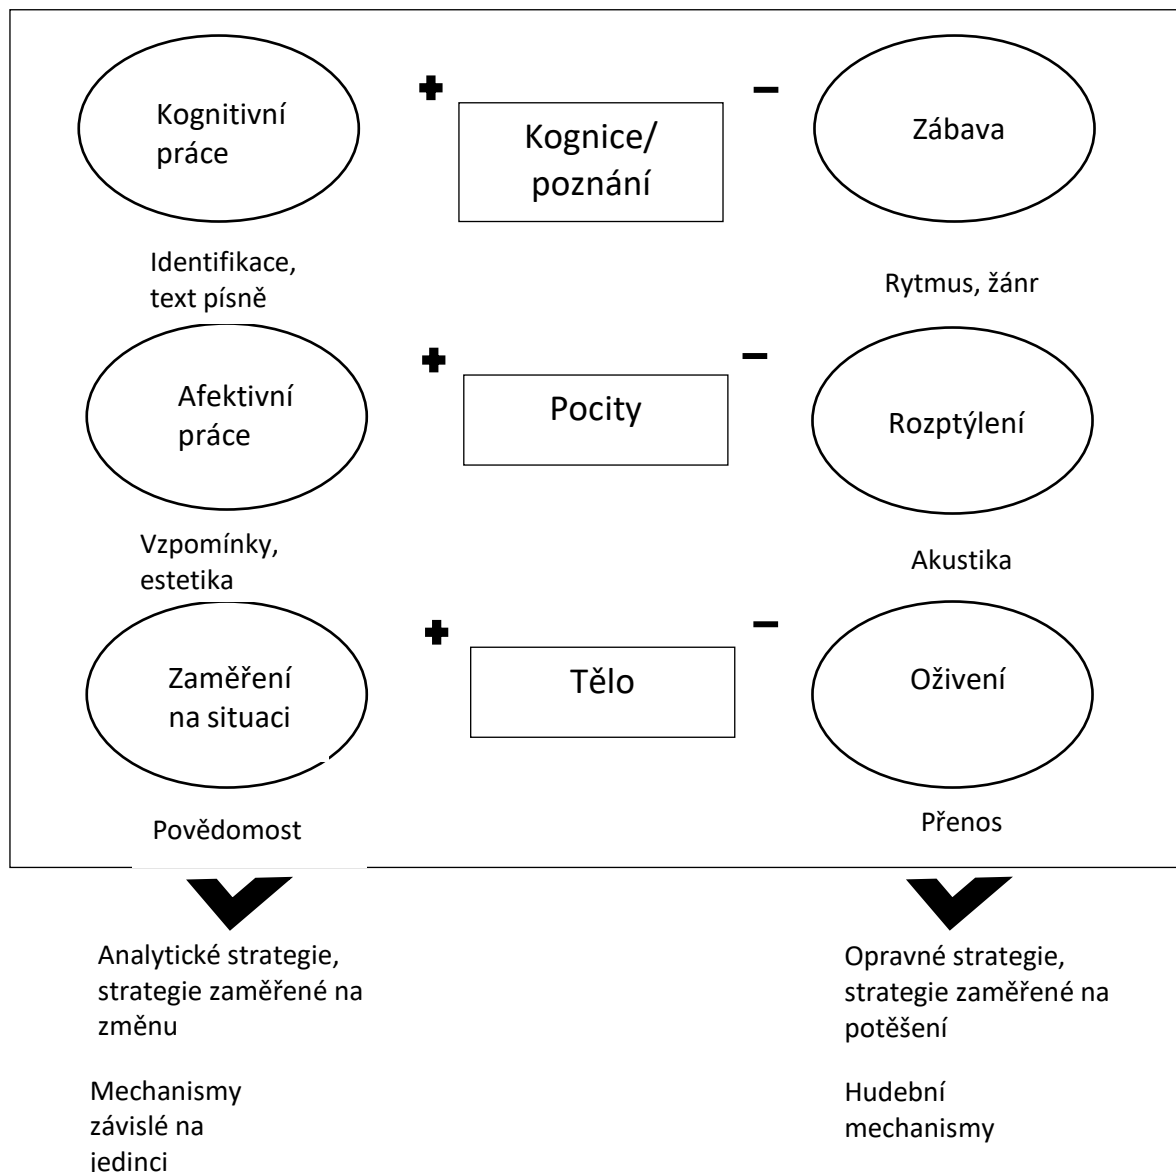 Kognitivní
práce
+
Kognice/
poznání
–
Zábava
Identifikace,
text písně
Rytmus, žánr
Afektivní
práce
+
Pocity
–
Rozptýlení
Vzpomínky,
estetika
Akustika
Zaměření
na situaci
+
Tělo
–
Oživení
Povědomost
Přenos
Analytické strategie,
strategie zaměřené na
změnu
Opravné strategie,
strategie zaměřené na
potěšení
Mechanismy
závislé na
jedinci
Hudební
mechanismy